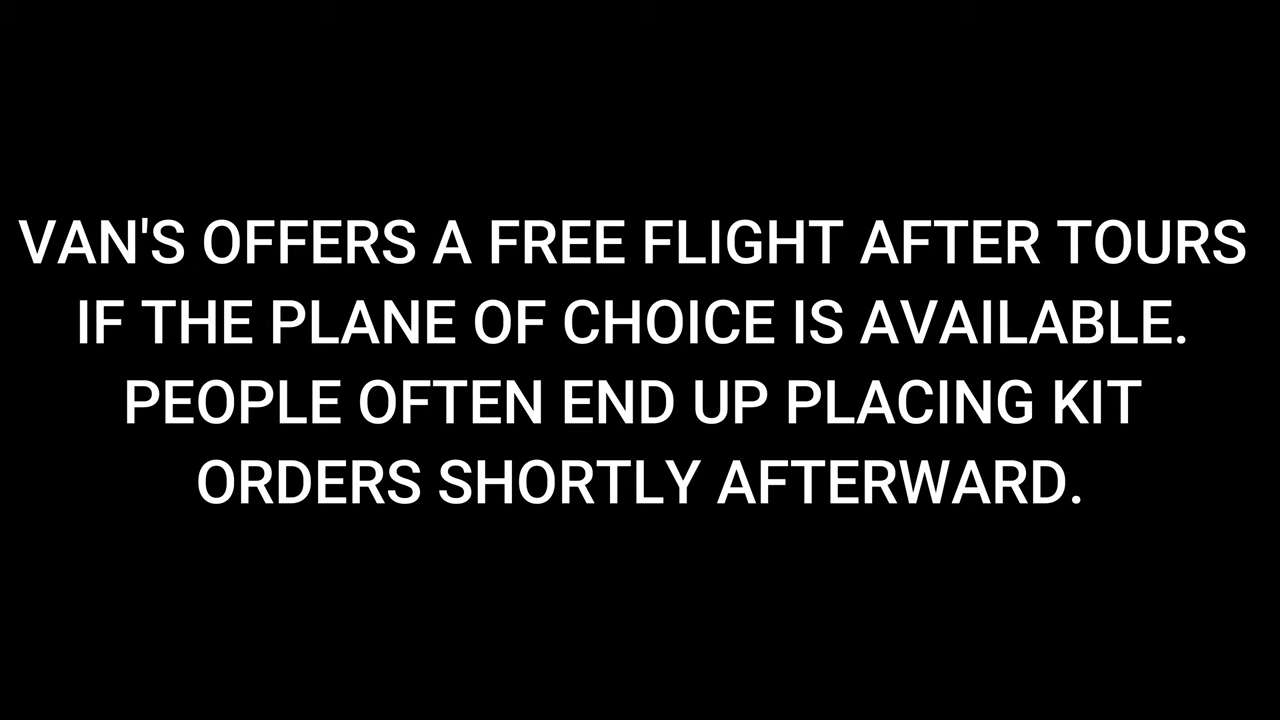 VAN'S OFFERS A FREE FLIGHT AFTER TOURS
IF THE PLANE OF CHOICE IS AVAILABLE.
PEOPLE OFTEN END UP PLACING KIT
ORDERS SHORTLY AFTERWARD.